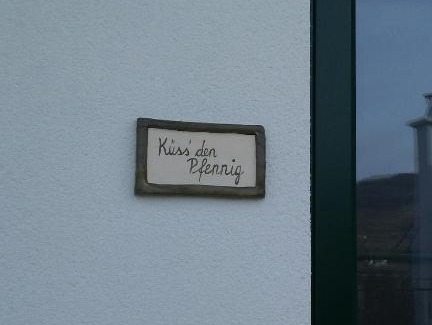 Küss' den
Pfennig